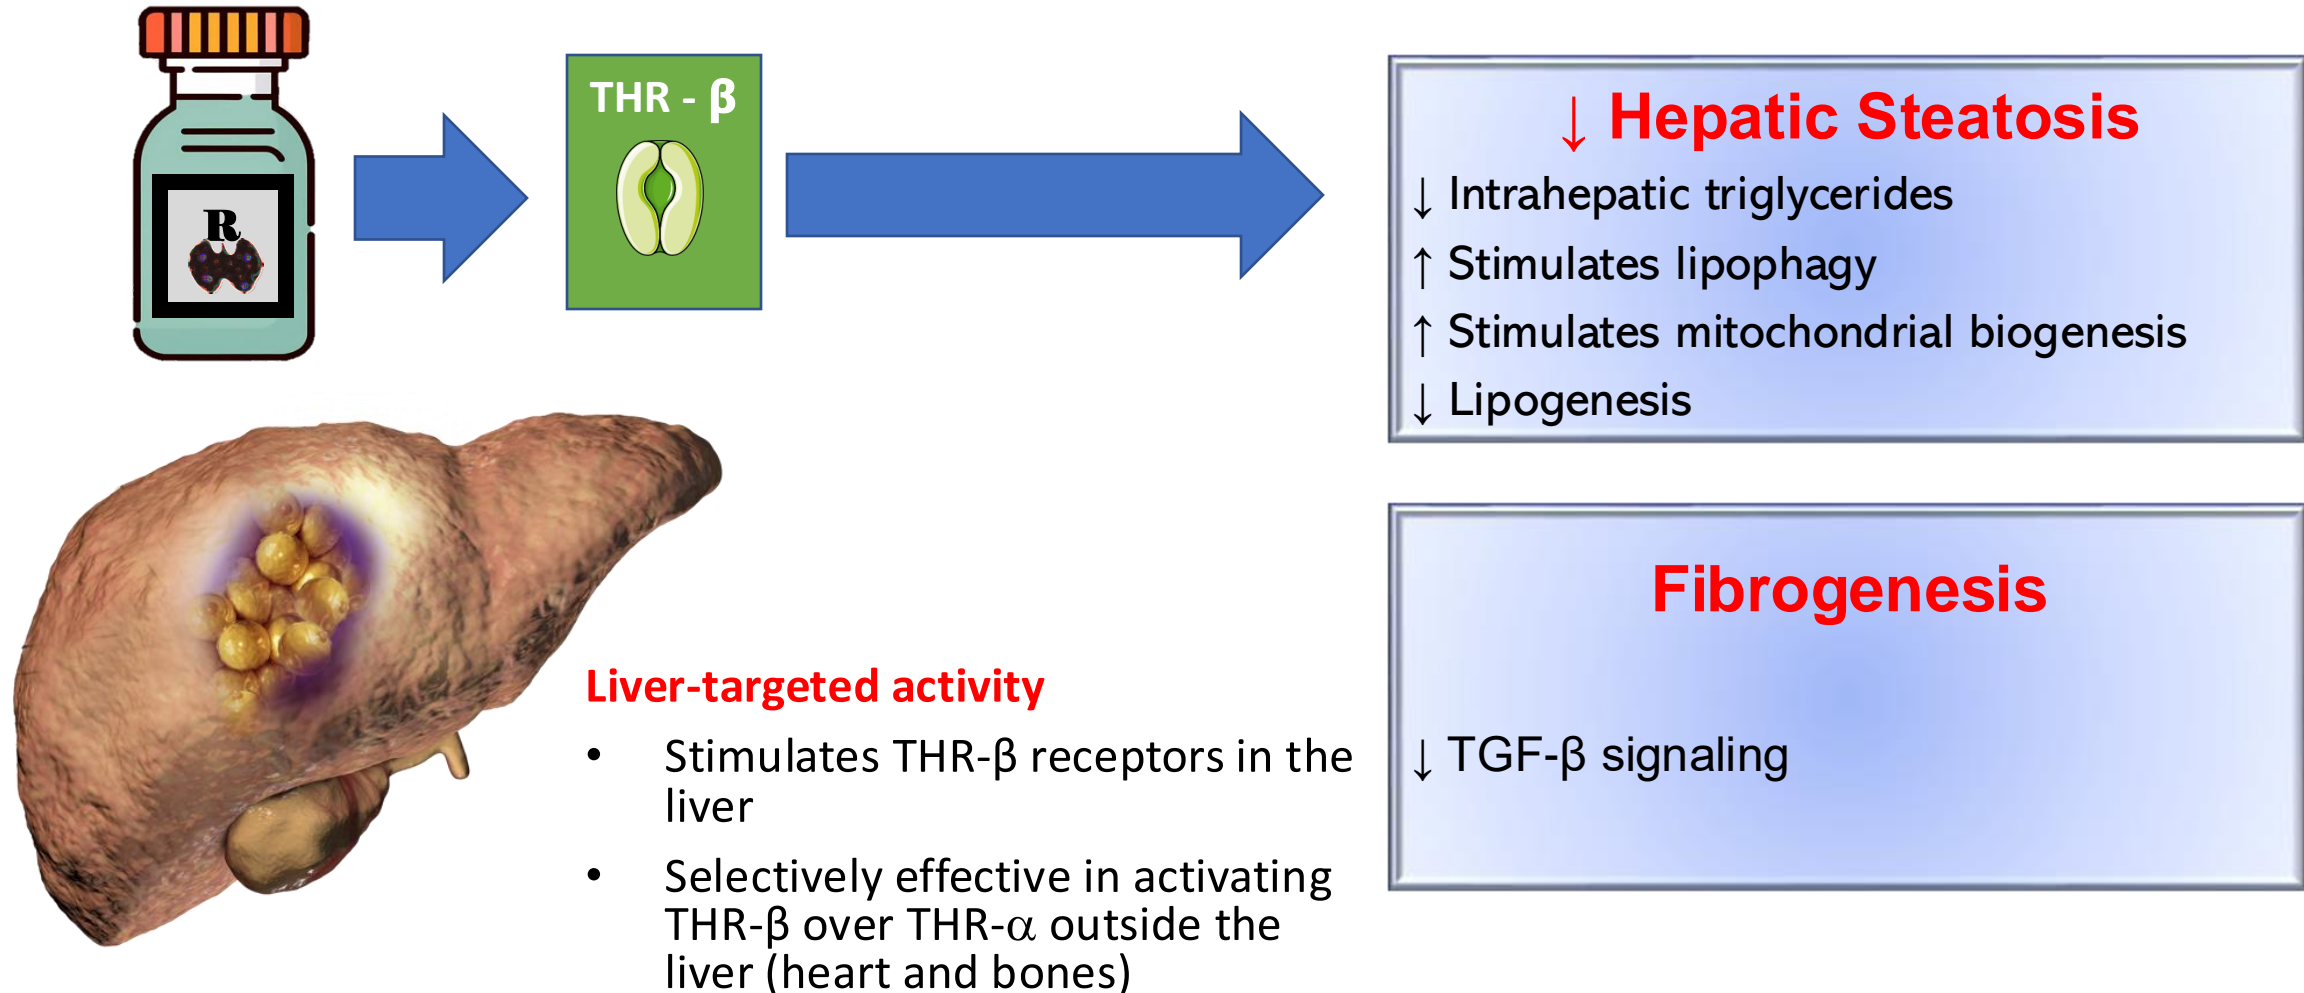 R
THR - β
↓ Hepatic Steatosis
↓ Intrahepatic triglycerides
↑ Stimulates lipophagy
↑ Stimulates mitochondrial biogenesis
↓ Lipogenesis
Fibrogenesis
↓ TGF-β signaling
Liver-targeted activity
• Stimulates THR-β receptors in the
liver
• Selectively effective in activating
THR-β over THR-α outside the
liver (heart and bones)